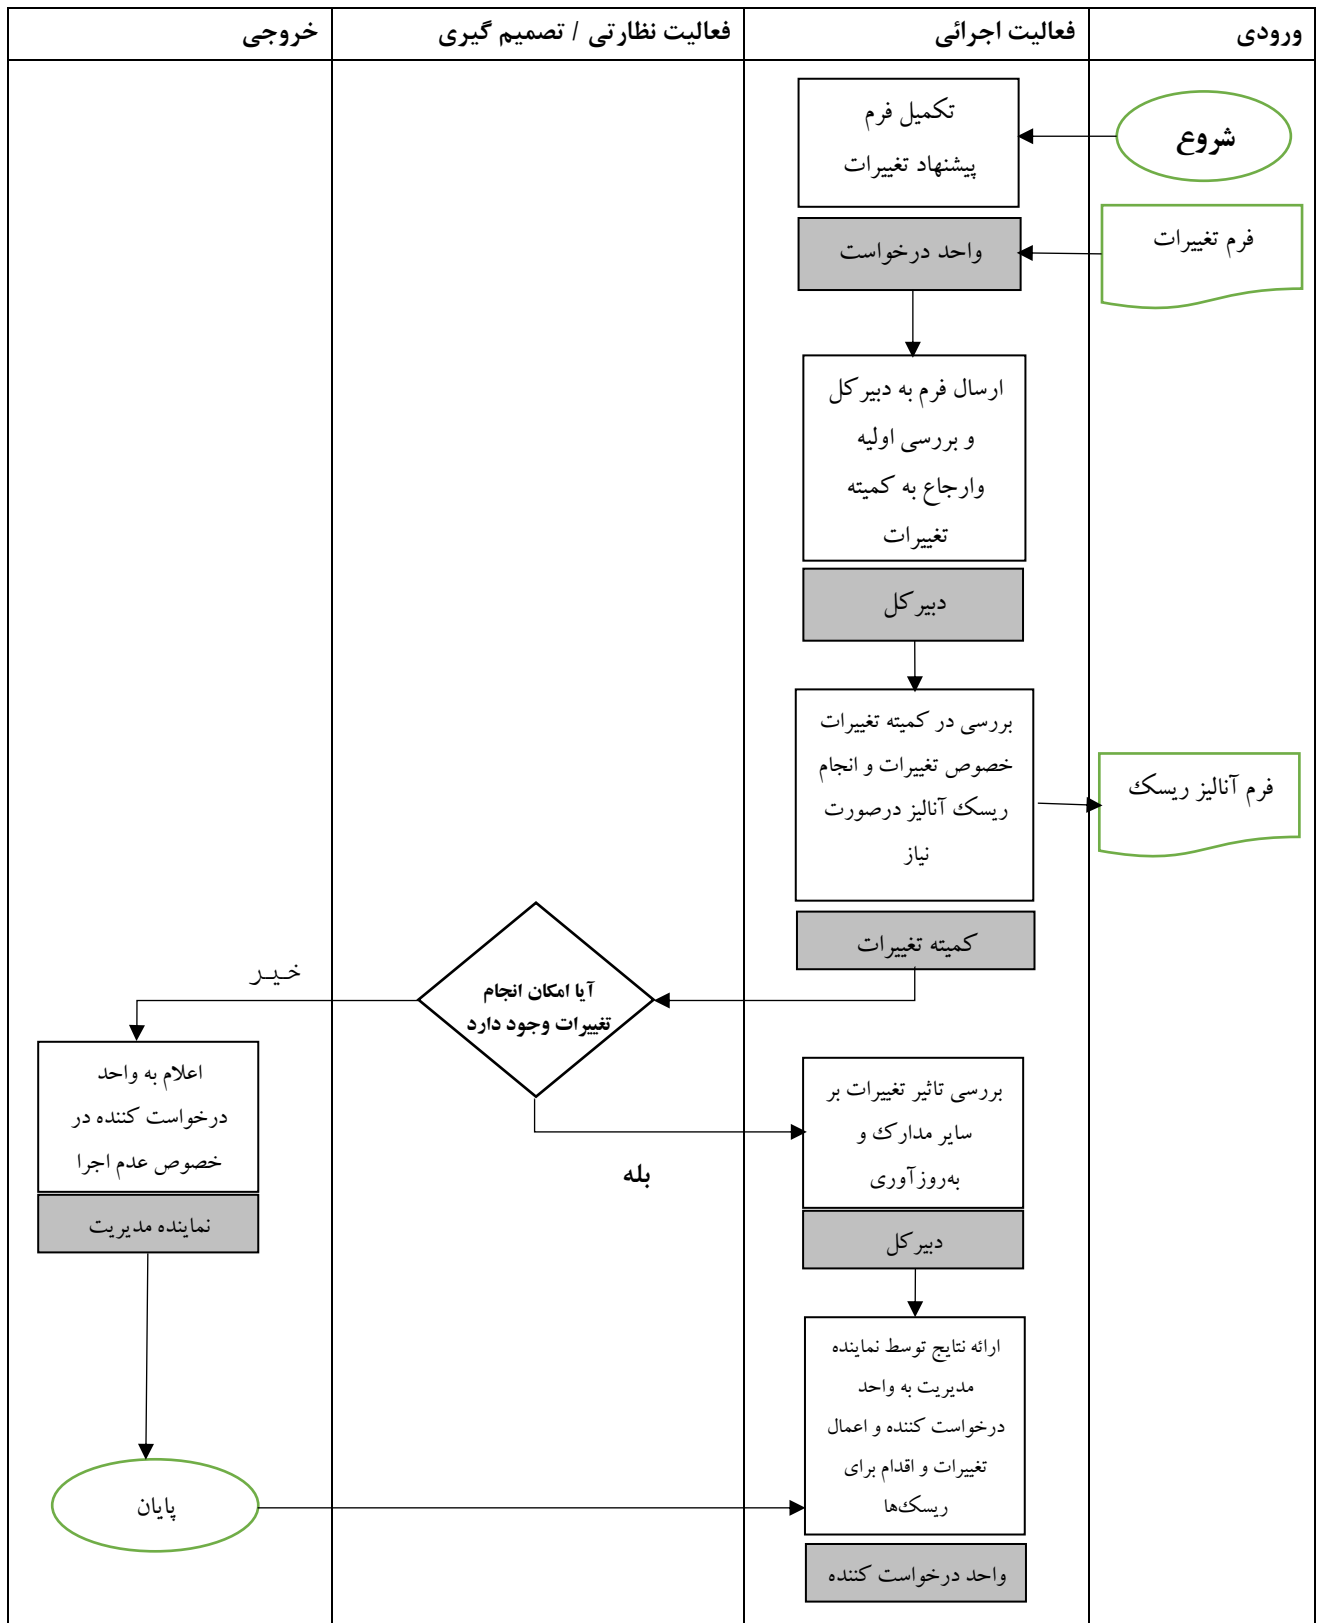 ورودی
فعالیت اجرائی
فعالیت نظارتی / تصمیم گیری
خروجی
شروع
تکمیل فرم
پیشنهاد تغییرات
فرم تغییرات
واحد درخواست
ارسال فرم به دبیرکل
و بررسی اولیه
وارجاع به کمیته
تغییرات
دبیرکل
بررسی در کمیته تغییرات
خصوص تغییرات و انجام
ریسک آنالیز درصورت
نیاز
فرم آنالیز ریسک
کمیته تغییرات
آیا امکان انجام
تغییرات وجود دارد
خیر
بله
اعلام به واحد
درخواست کننده در
خصوص عدم اجرا
نماینده مدیریت
بررسی تاثیر تغییرات بر
سایر مدارک و
به‌روزآوری
دبیرکل
ارائه نتایج توسط نماینده
مدیریت به واحد
درخواست کننده و اعمال
تغییرات و اقدام برای
ریسک‌ها
واحد درخواست کننده
پایان